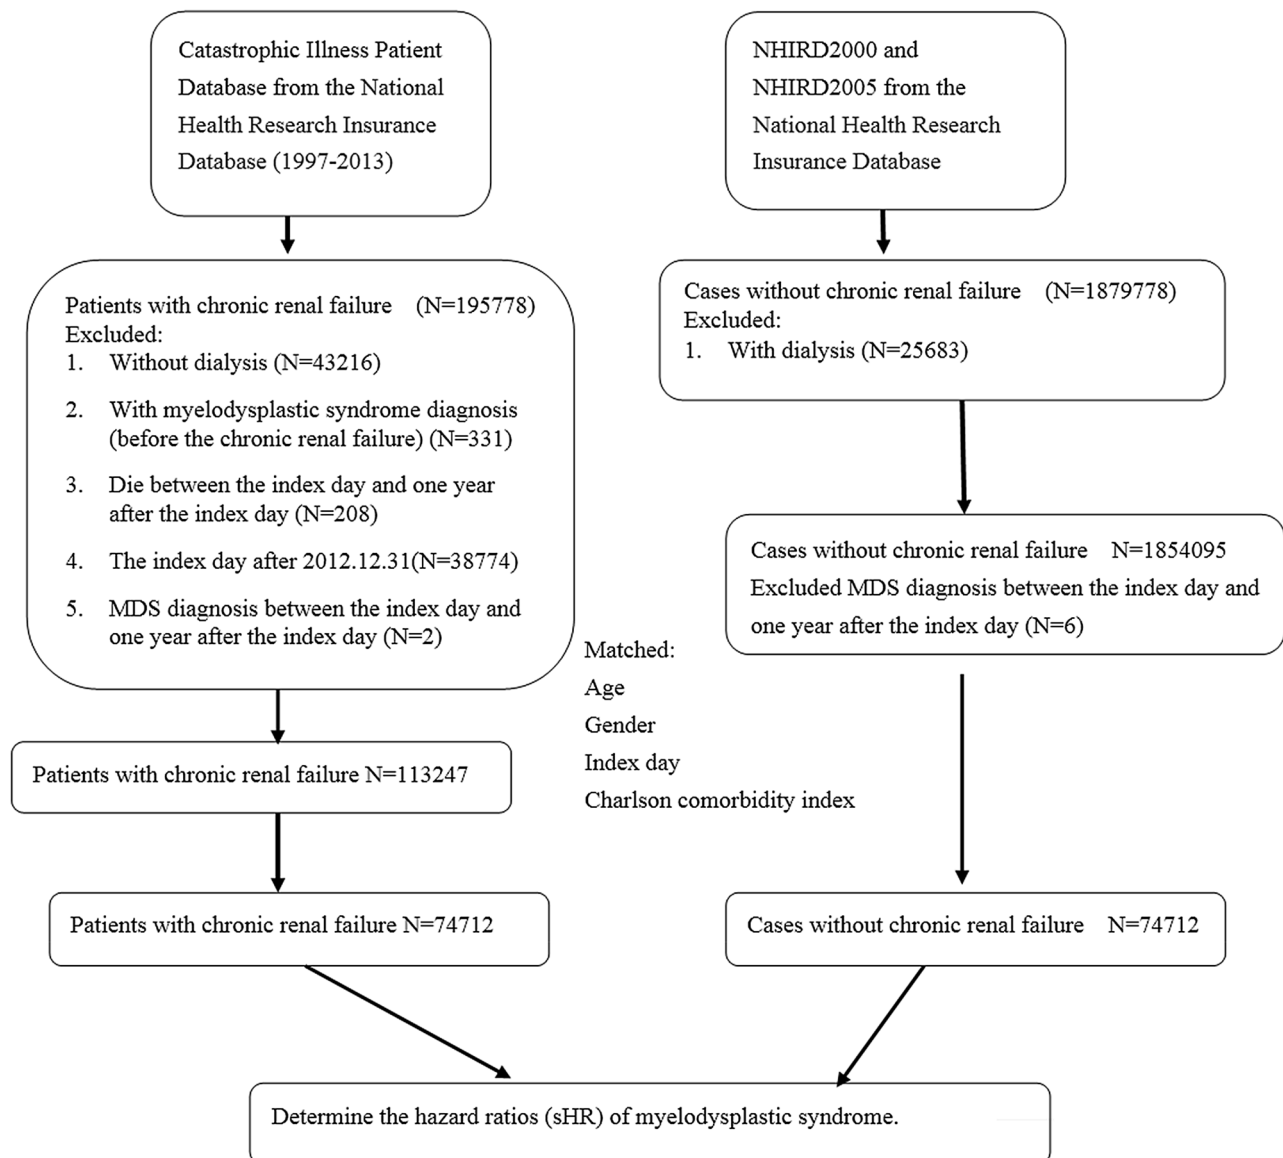 Catastrophic Illness Patient
Database from the National
Health Research Insurance
Database (1997-2013)
NHIRD2000 and
NHIRD2005 from the
National Health Research
Insurance Database
Patients with chronic renal failure (N=195778)
Excluded:
1. Without dialysis (N=43216)
2. With myelodysplastic syndrome diagnosis
(before the chronic renal failure) (N=331)
3. Die between the index day and one year
after the index day (N=208)
4. The index day after 2012.12.31(N=38774)
5. MDS diagnosis between the index day and
one year after the index day (N=2)
Cases without chronic renal failure (N=1879778)
Excluded:
1. With dialysis (N=25683)
Cases without chronic renal failure N=1854095
Excluded MDS diagnosis between the index day and
one year after the index day (N=6)
Matched:
Age
Gender
Index day
Charlson comorbidity index
Patients with chronic renal failure N=113247
Patients with chronic renal failure N=74712
Cases without chronic renal failure N=74712
Determine the hazard ratios (sHR) of myelodysplastic syndrome.